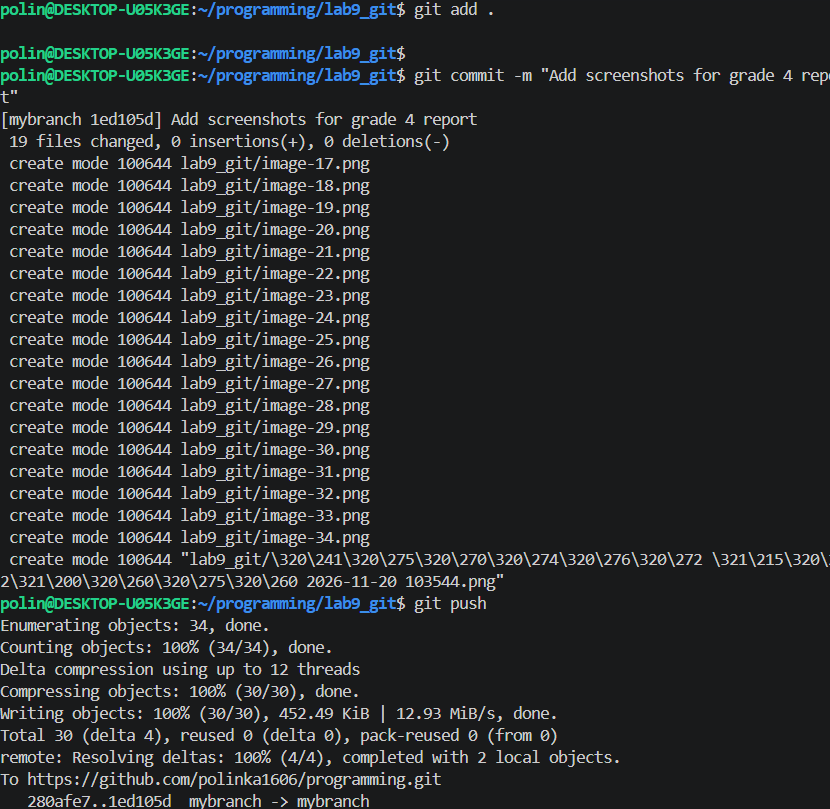 polin@DESKTOP-U05K3GE:~/programming/lab9_git$ git add .
polin@DESKTOP-U05K3GE:~/programming/lab9_git$
polin@DESKTOP-U05K3GE:~/programming/lab9_git$ git commit -m "Add screenshots for grade 4 repo
t"
[mybranch 1ed105d] Add screenshots for grade 4 report
 19 files changed, 0 insertions(+), 0 deletions(-)
 create mode 100644 lab9_git/image-17.png
 create mode 100644 lab9_git/image-18.png
 create mode 100644 lab9_git/image-19.png
 create mode 100644 lab9_git/image-20.png
 create mode 100644 lab9_git/image-21.png
 create mode 100644 lab9_git/image-22.png
 create mode 100644 lab9_git/image-23.png
 create mode 100644 lab9_git/image-24.png
 create mode 100644 lab9_git/image-25.png
 create mode 100644 lab9_git/image-26.png
 create mode 100644 lab9_git/image-27.png
 create mode 100644 lab9_git/image-28.png
 create mode 100644 lab9_git/image-29.png
 create mode 100644 lab9_git/image-30.png
 create mode 100644 lab9_git/image-31.png
 create mode 100644 lab9_git/image-32.png
 create mode 100644 lab9_git/image-33.png
 create mode 100644 lab9_git/image-34.png
 create mode 100644 "lab9_git/\320\241\320\275\320\270\320\274\320\276\320\272 \321\215\320\
2\321\200\320\260\320\275\320\260 2026-11-20 103544.png"
polin@DESKTOP-U05K3GE:~/programming/lab9_git$ git push
Enumerating objects: 34, done.
Counting objects: 100% (34/34), done.
Delta compression using up to 12 threads
Compressing objects: 100% (30/30), done.
Writing objects: 100% (30/30), 452.49 KiB | 12.93 MiB/s, done.
Total 30 (delta 4), reused 0 (delta 0), pack-reused 0 (from 0)
remote: Resolving deltas: 100% (4/4), completed with 2 local objects.
To https://github.com/polinka1606/programming.git
   280afe7..1ed105d  mybranch -> mybranch